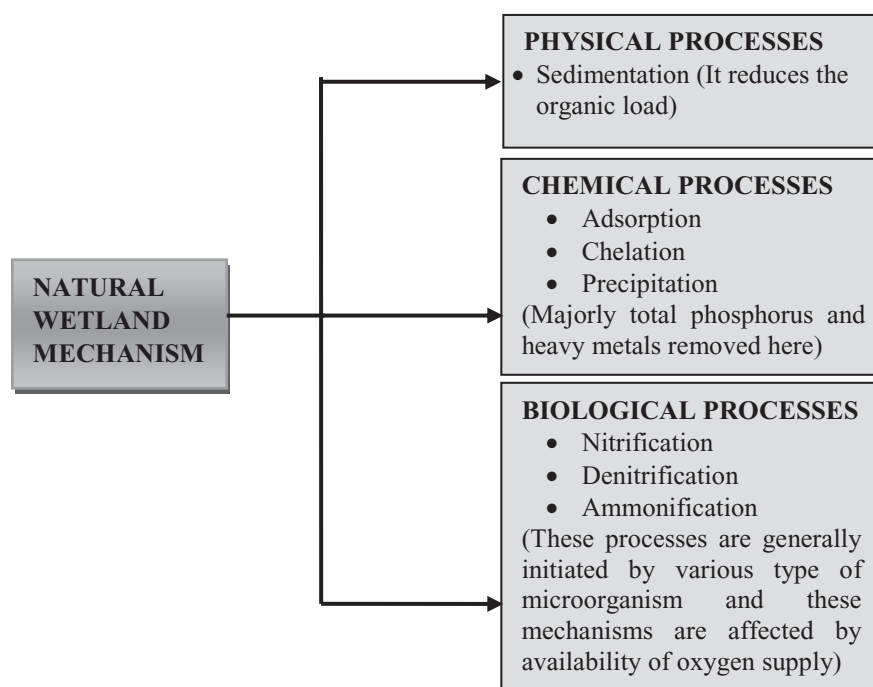 PHYSICAL PROCESSES
• Sedimentation (It reduces the
organic load)
CHEMICAL PROCESSES
• Adsorption
• Chelation
• Precipitation
(Majorly total phosphorus and
heavy metals removed here)
NATURAL
WETLAND
MECHANISM
BIOLOGICAL PROCESSES
• Nitrification
• Denitrification
• Ammonification
(These processes are generally
initiated by various type of
microorganism and these
mechanisms are affected by
availability of oxygen supply)